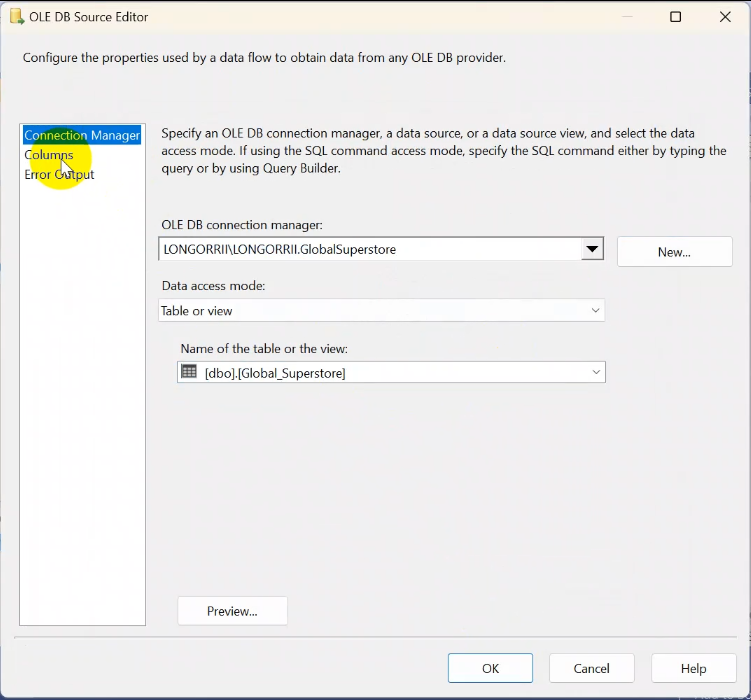 OLE DB Source Editor
Configure the properties used by a data flow to obtain data from any OLE DB provider.
Connection Manager
Columns
Error Output
Specify an OLE DB connection manager, a data source, or a data source view, and select the data
access mode. If using the SQL command access mode, specify the SQL command either by typing the
query or by using Query Builder.
OLE DB connection manager:
LONGORRII\LONGORRII.GlobalSuperstore
New...
Data access mode:
Table or view
Name of the table or the view:
[dbo].[Global_Superstore]
Preview...
OK
Cancel
Help